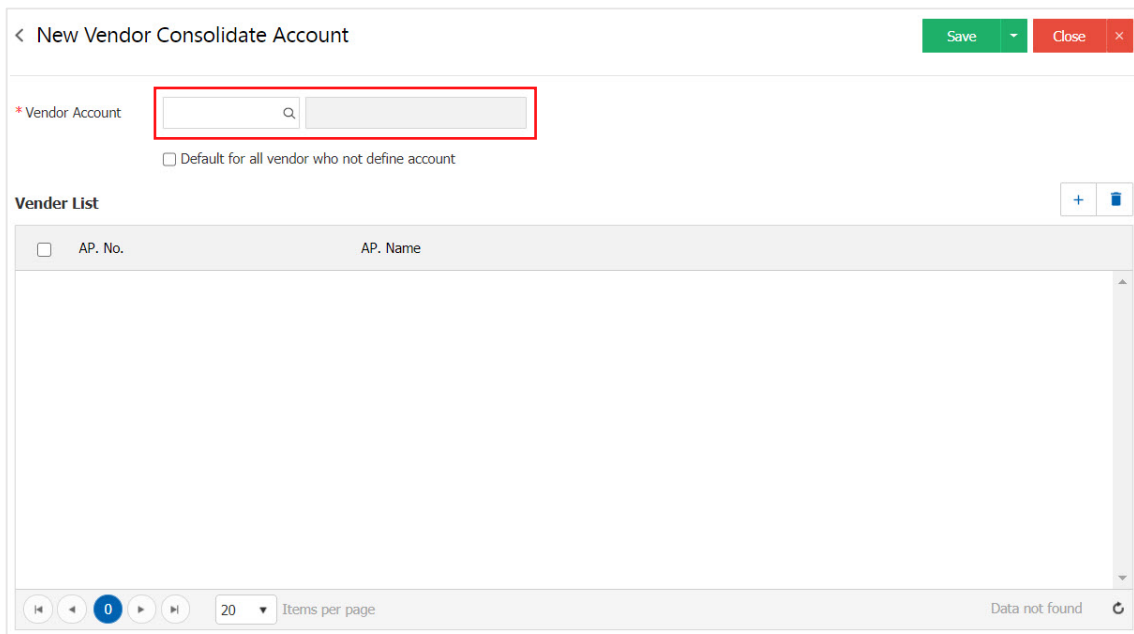 New Vendor Consolidate Account
Save
Close ×
* Vendor Account
Default for all vendor who not define account
Vender List
+
AP. No. AP. Name
0 20 Items per page Data not found